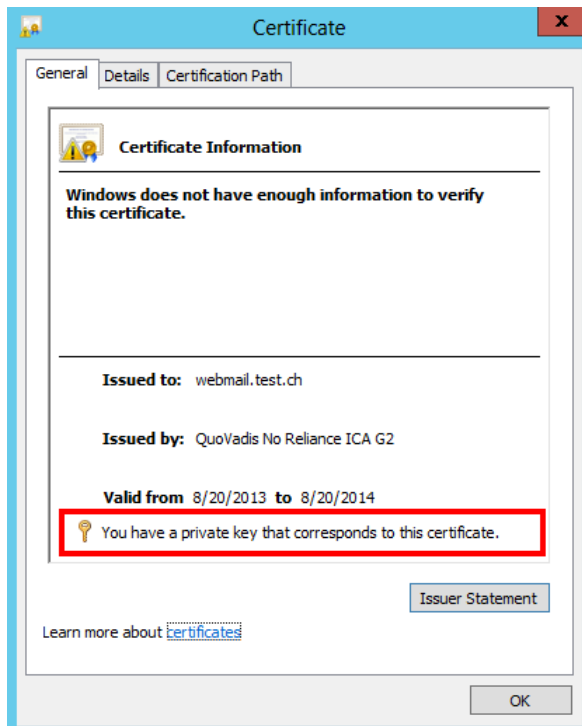 Certificate
x
General Details Certification Path
Certificate Information
Windows does not have enough information to verify
this certificate.
Issued to: webmail.test.ch
Issued by: QuoVadis No Reliance ICA G2
Valid from 8/20/2013 to 8/20/2014
You have a private key that corresponds to this certificate.
Issuer Statement
Learn more about certificates
OK